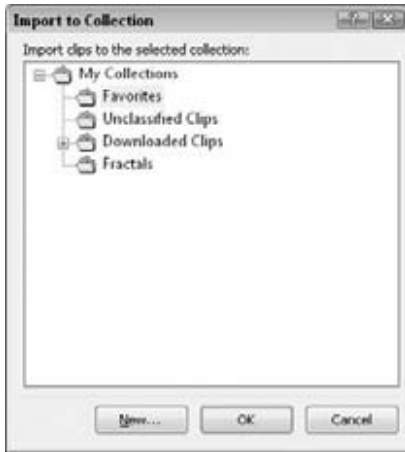 Import to Collection
Import clips to the selected collection:
My Collections
Favorites
Unclassified Clips
Downloaded Clips
Fractals
New...
OK
Cancel